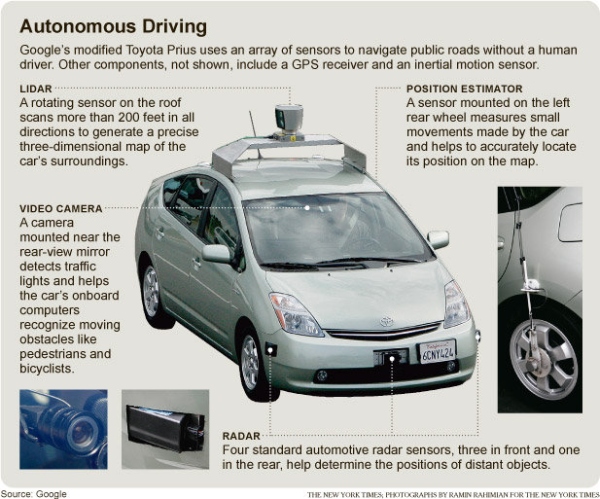 Autonomous Driving
Google's modified Toyota Prius uses an array of sensors to navigate public roads without a human
driver. Other components, not shown, include a GPS receiver and an inertial motion sensor.
LIDAR
A rotating sensor on the roof
scans more than 200 feet in all
directions to generate a precise
three-dimensional map of the
car's surroundings.
POSITION ESTIMATOR
A sensor mounted on the left
rear wheel measures small
movements made by the car
and helps to accurately locate
its position on the map.
VIDEO CAMERA
A camera
mounted near the
rear-view mirror
detects traffic
lights and helps
the car's onboard
computers
recognize moving
obstacles like
pedestrians and
bicyclists.
6CNY424
RADAR
Four standard automotive radar sensors, three in front and one
in the rear, help determine the positions of distant objects.
Source: Google
THE NEW YORK TIMES; PHOTOGRAPHS BY RAMIN RAHIMIAN FOR THE NEW YORK TIMES